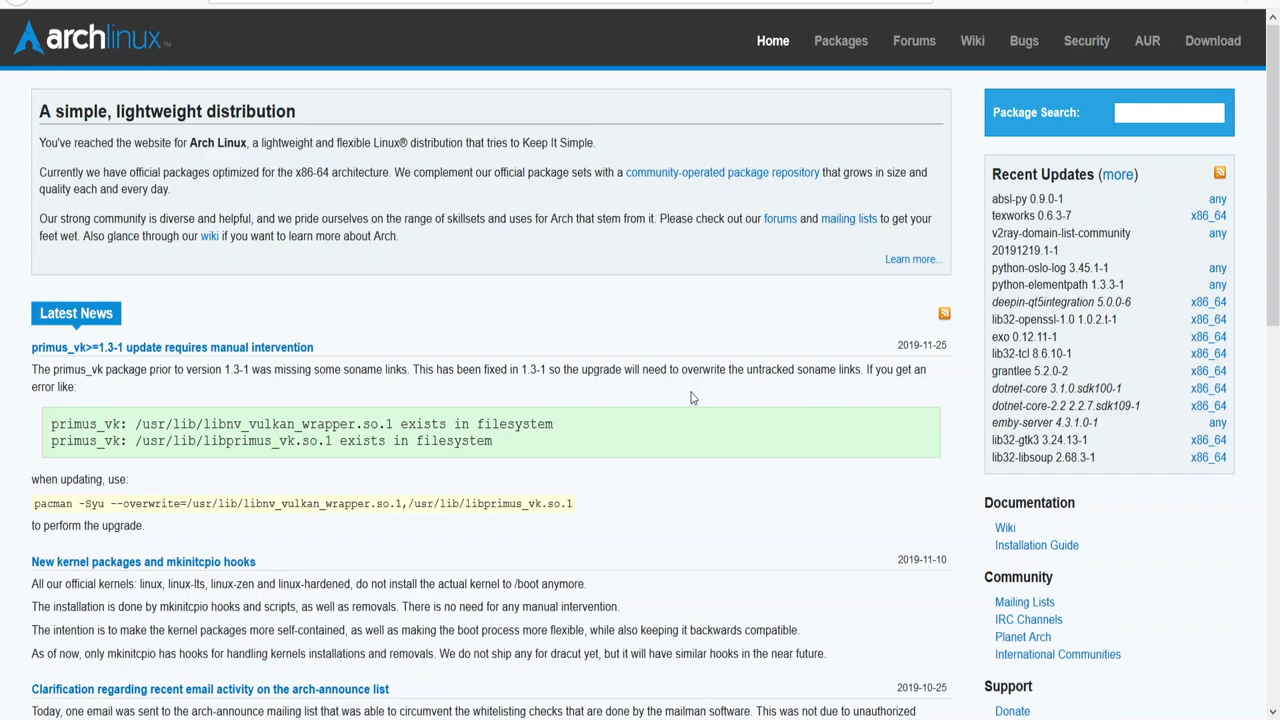 archlinux™
Home Packages Forums Wiki Bugs Security AUR Download
A simple, lightweight distribution
You've reached the website for Arch Linux, a lightweight and flexible Linux® distribution that tries to Keep It Simple.
Currently we have official packages optimized for the x86-64 architecture. We complement our official package sets with a community-operated package repository that grows in size and
quality each and every day.
Our strong community is diverse and helpful, and we pride ourselves on the range of skillsets and uses for Arch that stem from it. Please check out our forums and mailing lists to get your
feet wet. Also glance through our wiki if you want to learn more about Arch.
Learn more...
Latest News
primus_vk>=1.3-1 update requires manual intervention 2019-11-25
The primus_vk package prior to version 1.3-1 was missing some soname links. This has been fixed in 1.3-1 so the upgrade will need to overwrite the untracked soname links. If you get an
error like:
primus_vk: /usr/lib/libnv_vulkan_wrapper.so.1 exists in filesystem
primus_vk: /usr/lib/libprimus_vk.so.1 exists in filesystem
when updating, use:
pacman -Syu --overwrite=/usr/lib/libnv_vulkan_wrapper.so.1,/usr/lib/libprimus_vk.so.1
to perform the upgrade.
New kernel packages and mkinitcpio hooks 2019-11-10
All our official kernels: linux, linux-lts, linux-zen and linux-hardened, do not install the actual kernel to /boot anymore.
The installation is done by mkinitcpio hooks and scripts, as well as removals. There is no need for any manual intervention.
The intention is to make the kernel packages more self-contained, as well as making the boot process more flexible, while also keeping it backwards compatible.
As of now, only mkinitcpio has hooks for handling kernels installations and removals. We do not ship any for dracut yet, but it will have similar hooks in the near future.
Clarification regarding recent email activity on the arch-announce list 2019-10-25
Today, one email was sent to the arch-announce mailing list that was able to circumvent the whitelisting checks that are done by the mailman software. This was not due to unauthorized
Package Search:
Recent Updates (more)
absl-py 0.9.0-1 any
texworks 0.6.3-7 x86_64
v2ray-domain-list-community any
20191219.1-1
python-oslo-log 3.45.1-1 any
python-elementpath 1.3.3-1 any
deepin-qt5integration 5.0.0-6 x86_64
lib32-openssl-1.0 1.0.2.t-1 x86_64
exo 0.12.11-1 x86_64
lib32-tcl 8.6.10-1 x86_64
grantlee 5.2.0-2 x86_64
dotnet-core 3.1.0.sdk100-1 x86_64
dotnet-core-2.2 2.2.7.sdk109-1 x86_64
emby-server 4.3.1.0-1 any
lib32-gtk3 3.24.13-1 x86_64
lib32-libsoup 2.68.3-1 x86_64
Documentation
Wiki
Installation Guide
Community
Mailing Lists
IRC Channels
Planet Arch
International Communities
Support
Donate